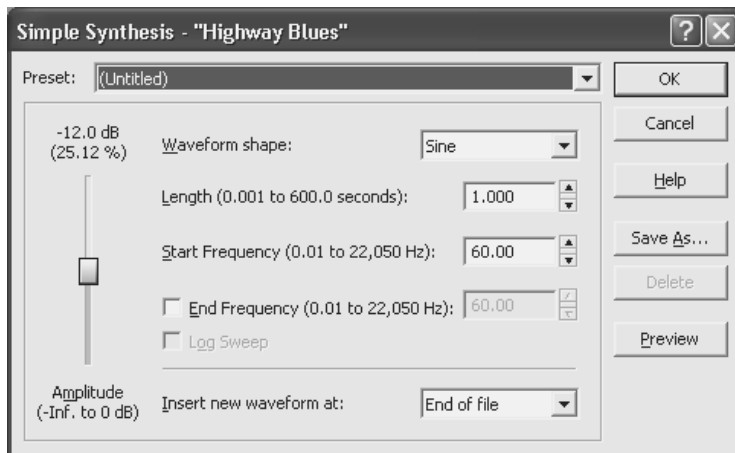 Simple Synthesis - "Highway Blues"
Preset: (Untitled)
OK
Cancel
Help
Save As...
Delete
Preview
-12.0 dB
(25.12 %)
Amplitude
(-Inf. to 0 dB)
Waveform shape: Sine
Length (0.001 to 600.0 seconds): 1.000
Start Frequency (0.01 to 22,050 Hz): 60.00
End Frequency (0.01 to 22,050 Hz): 60.00
Log Sweep
Insert new waveform at: End of file